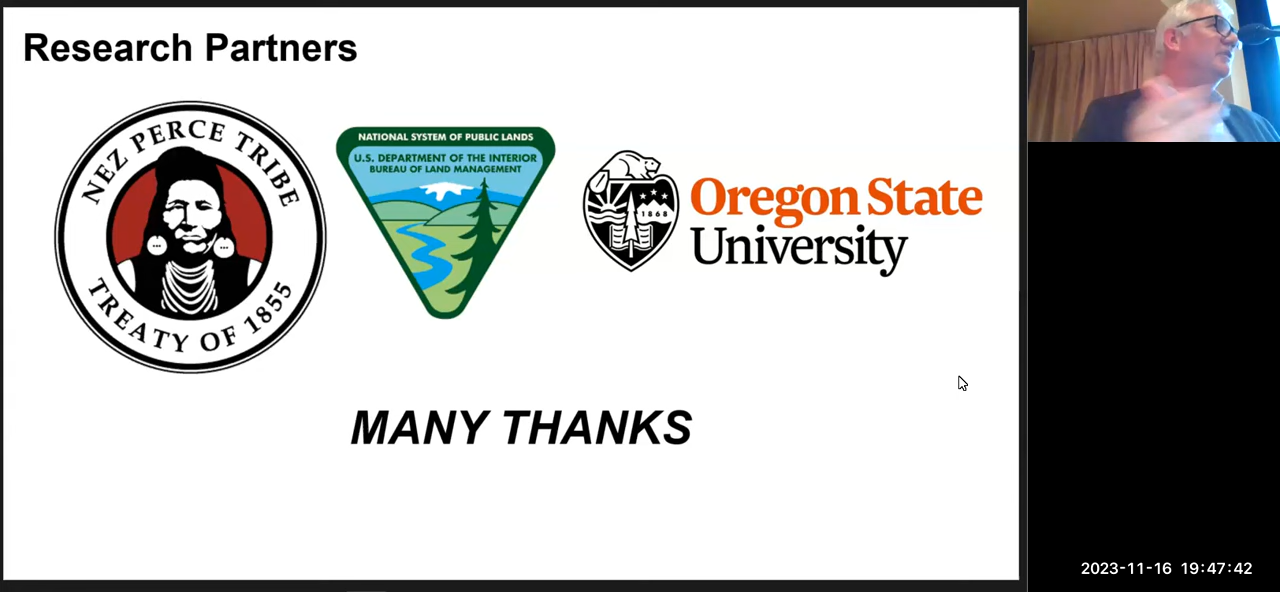 Research Partners
NEZ PERCE TRIBE
TREATY OF 1855
NATIONAL SYSTEM OF PUBLIC LANDS
U.S. DEPARTMENT OF THE INTERIOR
BUREAU OF LAND MANAGEMENT
1868
Oregon State
University
MANY THANKS
2023-11-16 19:47:42